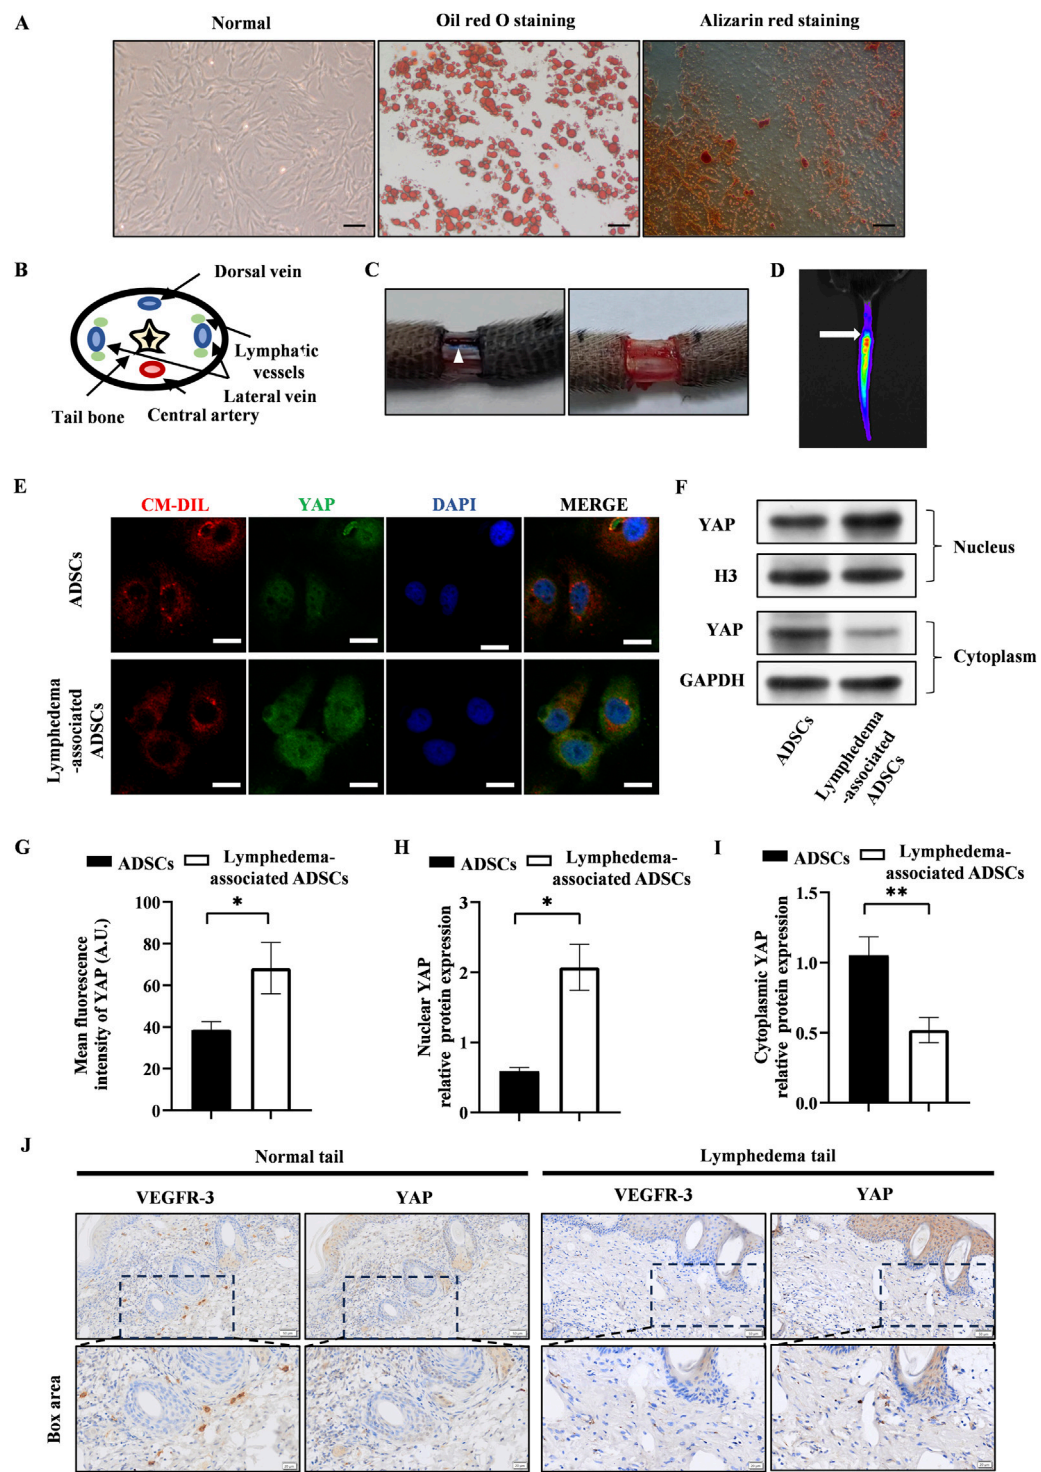 A
Normal
Oil red O staining
Alizarin red staining
B
Dorsal vein
Lymphatic
vessels
Lateral vein
Tail bone
Central artery
C
D
E
CM-DIL
YAP
DAPI
MERGE
ADSCs
Lymphedema
-associated
ADSCs
F
YAP
H3
Nucleus
YAP
GAPDH
Cytoplasm
ADSCs
Lymphedema
-associated
ADSCs
G
ADSCs
Lymphedema-
associated ADSCs
Mean fluorescence
intensity of YAP (A.U.)
100
80
60
40
20
0
*
H
ADSCs
Lymphedema-
associated ADSCs
Nuclear YAP
relative protein expression
3
2
1
0
*
I
ADSCs
Lymphedema-
associated ADSCs
Cytoplasmic YAP
relative protein expression
1.5
1.0
0.5
0.0
**
J
Normal tail
Lymphedema tail
VEGFR-3
YAP
VEGFR-3
YAP
Box area